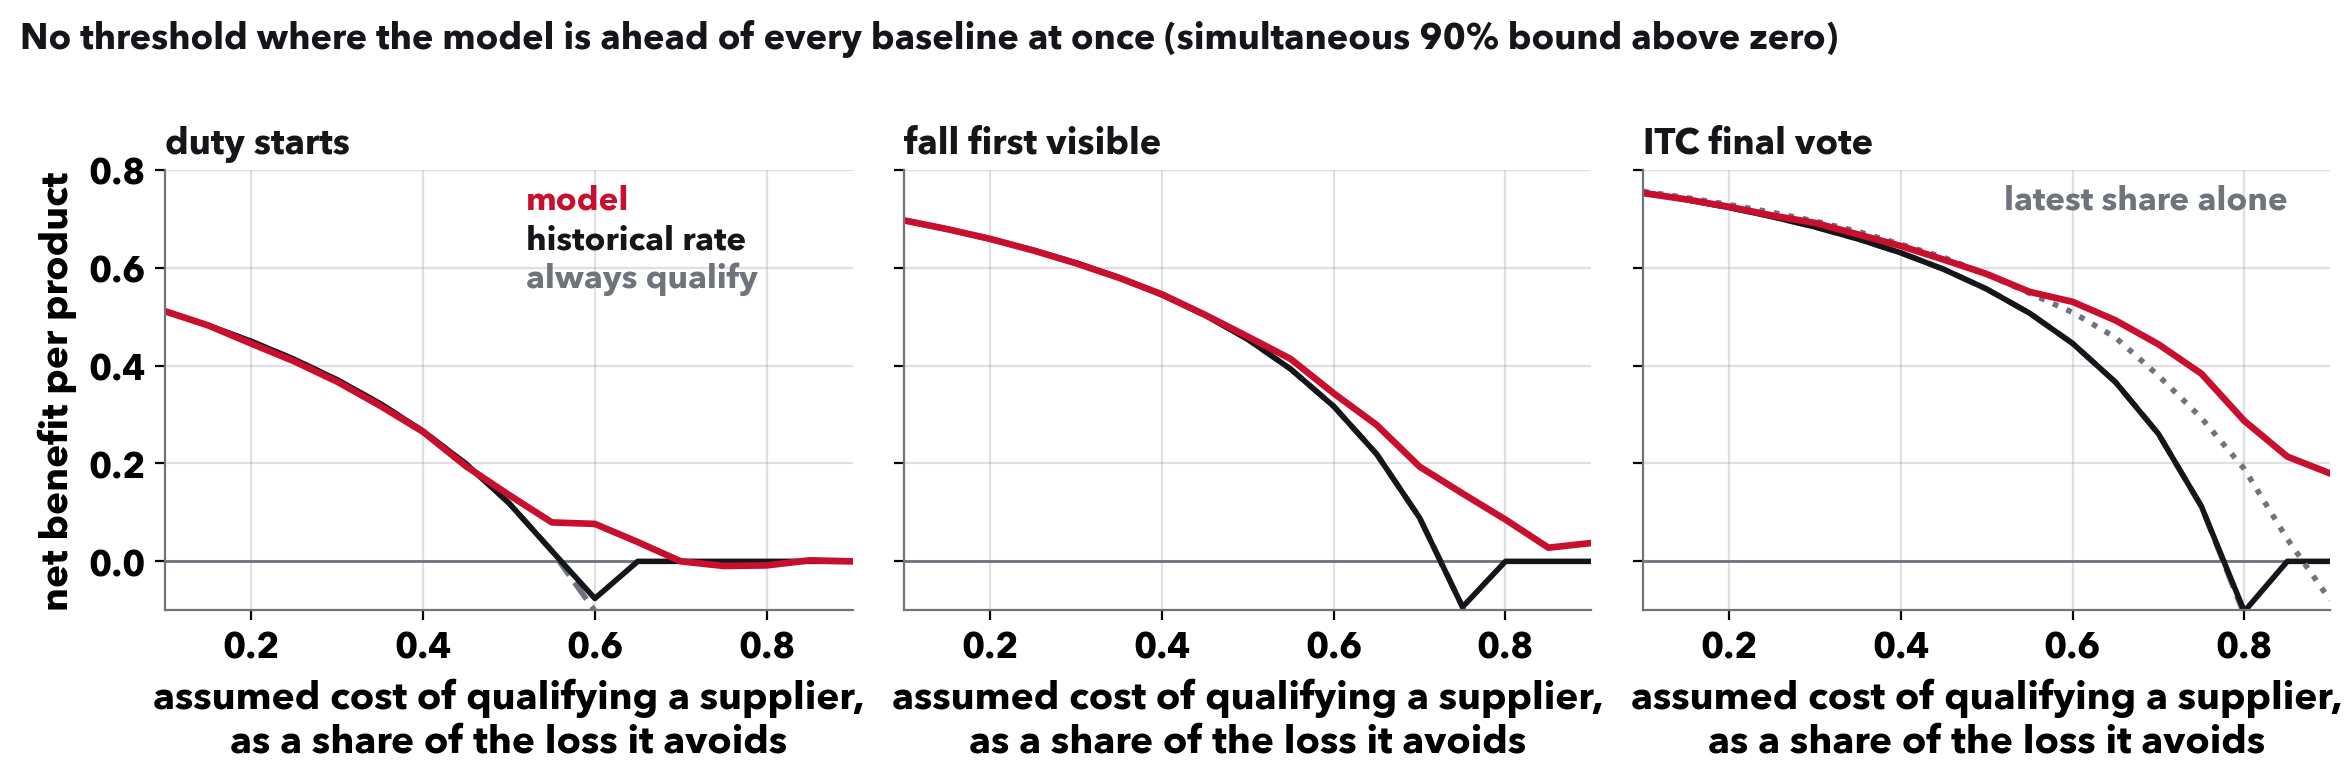 No threshold where the model is ahead of every baseline at once (simultaneous 90% bound above zero)
duty starts
fall first visible
ITC final vote
net benefit per product
0.8
0.6
0.4
0.2
0.0
model
historical rate
always qualify
latest share alone
0.2 0.4 0.6 0.8
0.2 0.4 0.6 0.8
0.2 0.4 0.6 0.8
assumed cost of qualifying a supplier,
as a share of the loss it avoids
assumed cost of qualifying a supplier,
as a share of the loss it avoids
assumed cost of qualifying a supplier,
as a share of the loss it avoids